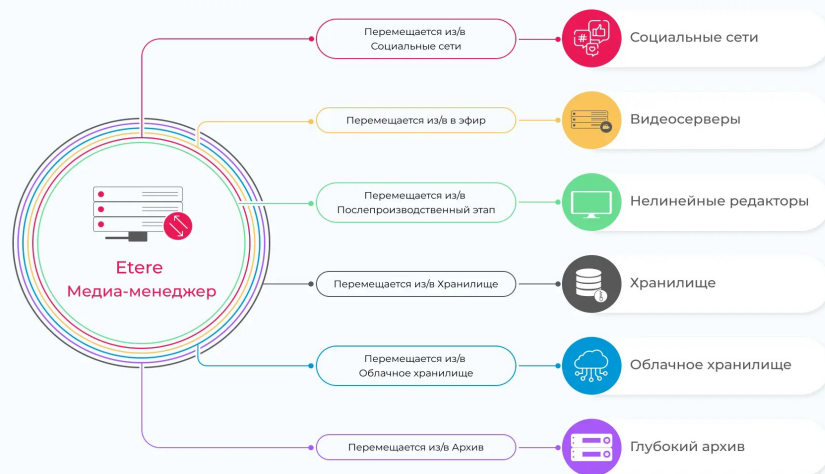 Перемещается из/в
Социальные сети
Социальные сети
Перемещается из/в в эфир
Видеосерверы
Перемещается из/в
Послепроизводственный этап
Нелинейные редакторы
Etere
Медиа-менеджер
Перемещается из/в Хранилище
Хранилище
Перемещается из/в
Облачное хранилище
Облачное хранилище
Перемещается из/в Архив
Глубокий архив